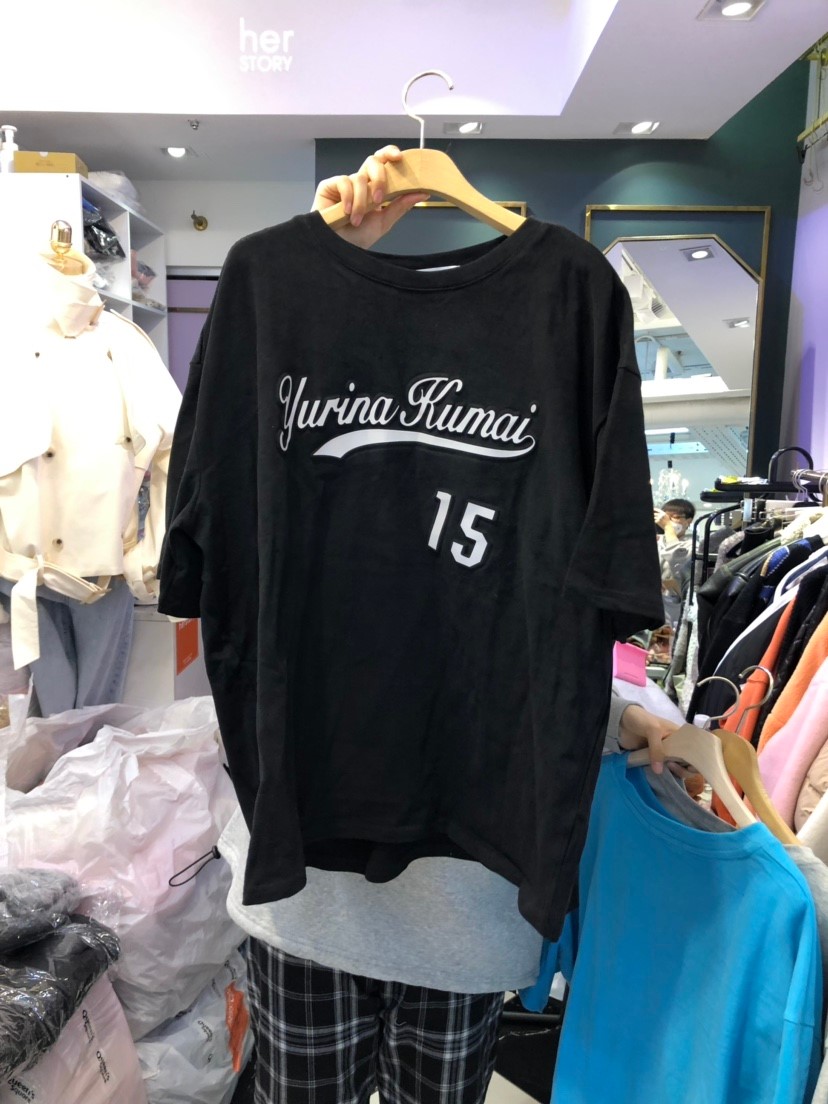 her
STORY
Yurina Kumai
15